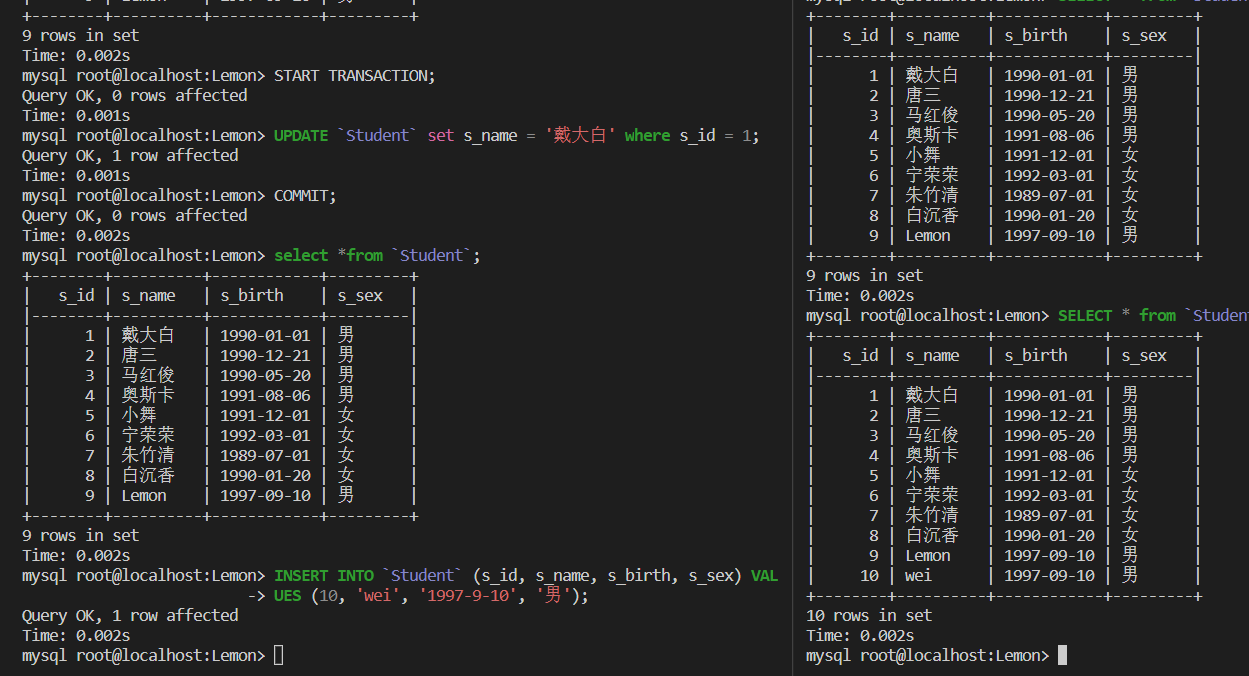 +--------+----------+------------+---------+
9 rows in set
Time: 0.002s
mysql root@localhost:Lemon> START TRANSACTION;
Query OK, 0 rows affected
Time: 0.001s
mysql root@localhost:Lemon> UPDATE `Student` set s_name = '戴大白' where s_id = 1;
Query OK, 1 row affected
Time: 0.001s
mysql root@localhost:Lemon> COMMIT;
Query OK, 0 rows affected
Time: 0.002s
mysql root@localhost:Lemon> select *from `Student`;
+--------+----------+------------+---------+
|   s_id | s_name   | s_birth    | s_sex   |
|--------+----------+------------+---------|
|      1 | 戴大白   | 1990-01-01 | 男      |
|      2 | 唐三     | 1990-12-21 | 男      |
|      3 | 马红俊   | 1990-05-20 | 男      |
|      4 | 奥斯卡   | 1991-08-06 | 男      |
|      5 | 小舞     | 1991-12-01 | 女      |
|      6 | 宁荣荣   | 1992-03-01 | 女      |
|      7 | 朱竹清   | 1989-07-01 | 女      |
|      8 | 白沉香   | 1990-01-20 | 女      |
|      9 | Lemon    | 1997-09-10 | 男      |
+--------+----------+------------+---------+
9 rows in set
Time: 0.002s
mysql root@localhost:Lemon> INSERT INTO `Student` (s_id, s_name, s_birth, s_sex) VAL
-> UES (10, 'wei', '1997-9-10', '男');
Query OK, 1 row affected
Time: 0.002s
mysql root@localhost:Lemon>
+--------+----------+------------+---------+
|   s_id | s_name   | s_birth    | s_sex   |
|--------+----------+------------+---------|
|      1 | 戴大白   | 1990-01-01 | 男      |
|      2 | 唐三     | 1990-12-21 | 男      |
|      3 | 马红俊   | 1990-05-20 | 男      |
|      4 | 奥斯卡   | 1991-08-06 | 男      |
|      5 | 小舞     | 1991-12-01 | 女      |
|      6 | 宁荣荣   | 1992-03-01 | 女      |
|      7 | 朱竹清   | 1989-07-01 | 女      |
|      8 | 白沉香   | 1990-01-20 | 女      |
|      9 | Lemon    | 1997-09-10 | 男      |
+--------+----------+------------+---------+
9 rows in set
Time: 0.002s
mysql root@localhost:Lemon> SELECT * from `Studen
+--------+----------+------------+---------+
|   s_id | s_name   | s_birth    | s_sex   |
|--------+----------+------------+---------|
|      1 | 戴大白   | 1990-01-01 | 男      |
|      2 | 唐三     | 1990-12-21 | 男      |
|      3 | 马红俊   | 1990-05-20 | 男      |
|      4 | 奥斯卡   | 1991-08-06 | 男      |
|      5 | 小舞     | 1991-12-01 | 女      |
|      6 | 宁荣荣   | 1992-03-01 | 女      |
|      7 | 朱竹清   | 1989-07-01 | 女      |
|      8 | 白沉香   | 1990-01-20 | 女      |
|      9 | Lemon    | 1997-09-10 | 男      |
|     10 | wei      | 1997-09-10 | 男      |
+--------+----------+------------+---------+
10 rows in set
Time: 0.002s
mysql root@localhost:Lemon>